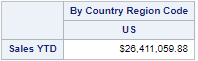 By Country Region Code
US
Sales YTD $26,411,059.88